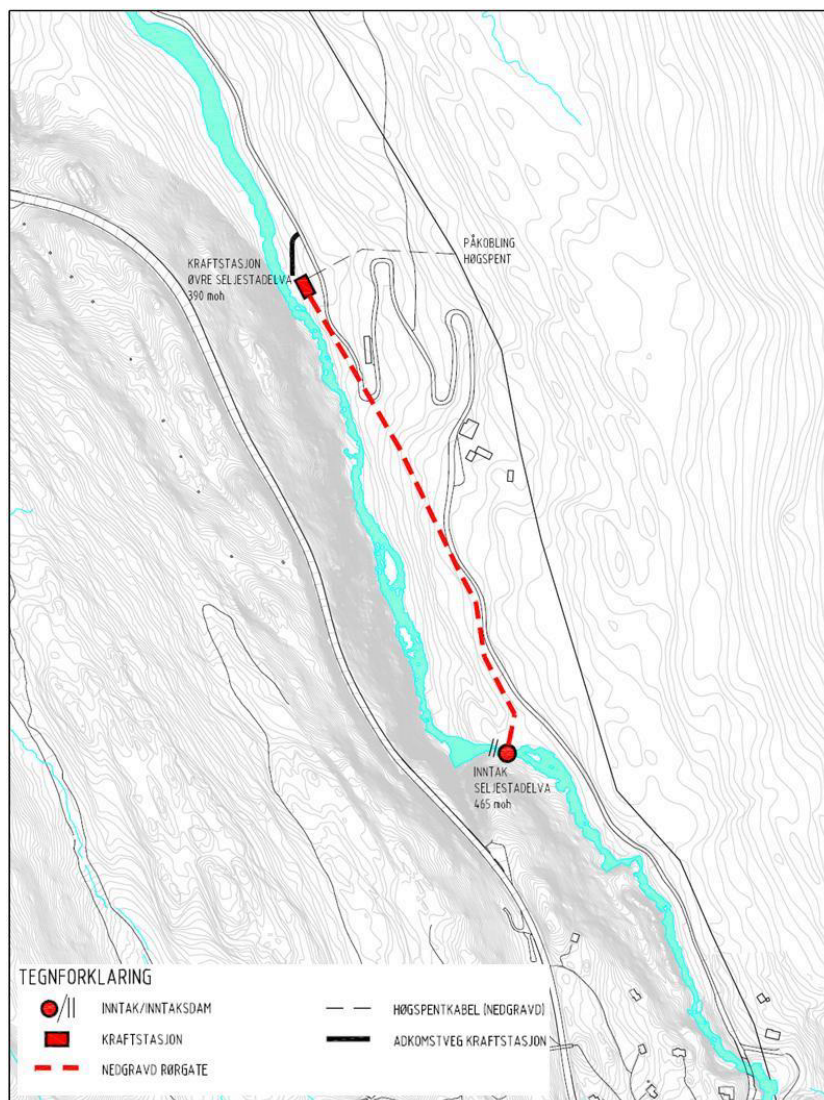 PÅKOBLING
HØGSPENT
KRAFTSTASJON
ØVRE SELJESTADELVA
390 moh
INNTAK
SELJESTADELVA
465 moh
TEGNFORKLARING
INNTAK/INNTAKSDAM
KRAFTSTASJON
NEDGRAVD RØRGATE
HØGSPENTKABEL (NEDGRAVD)
ADKOMSTVEG KRAFTSTASJON